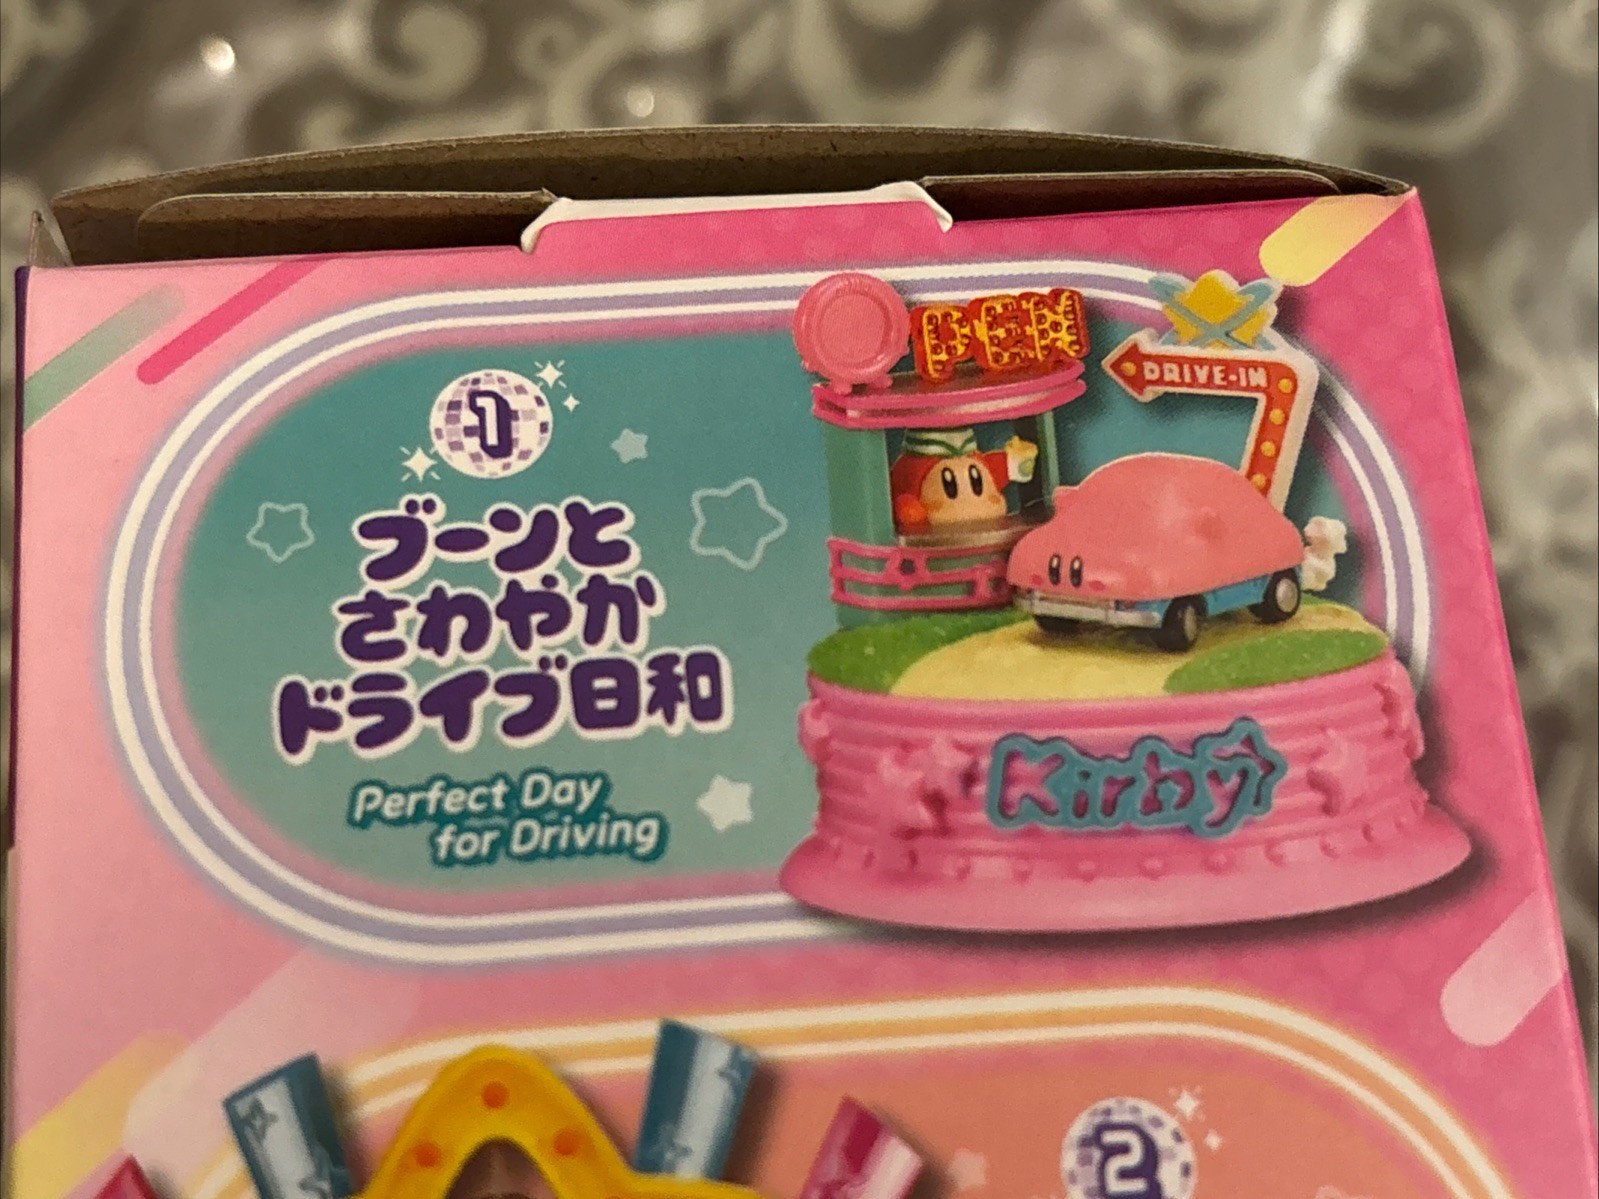 1
ブーンと
さわやか
ドライブ日和
Perfect Day
for Driving
DRIVE-IN
Kirby
2